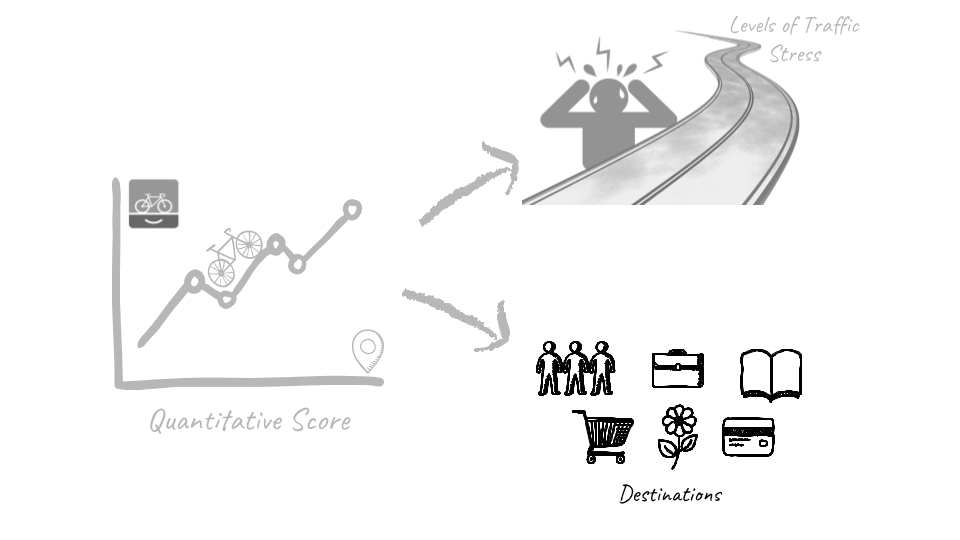 Levels of Traffic
Stress
Quantitative Score
Destinations